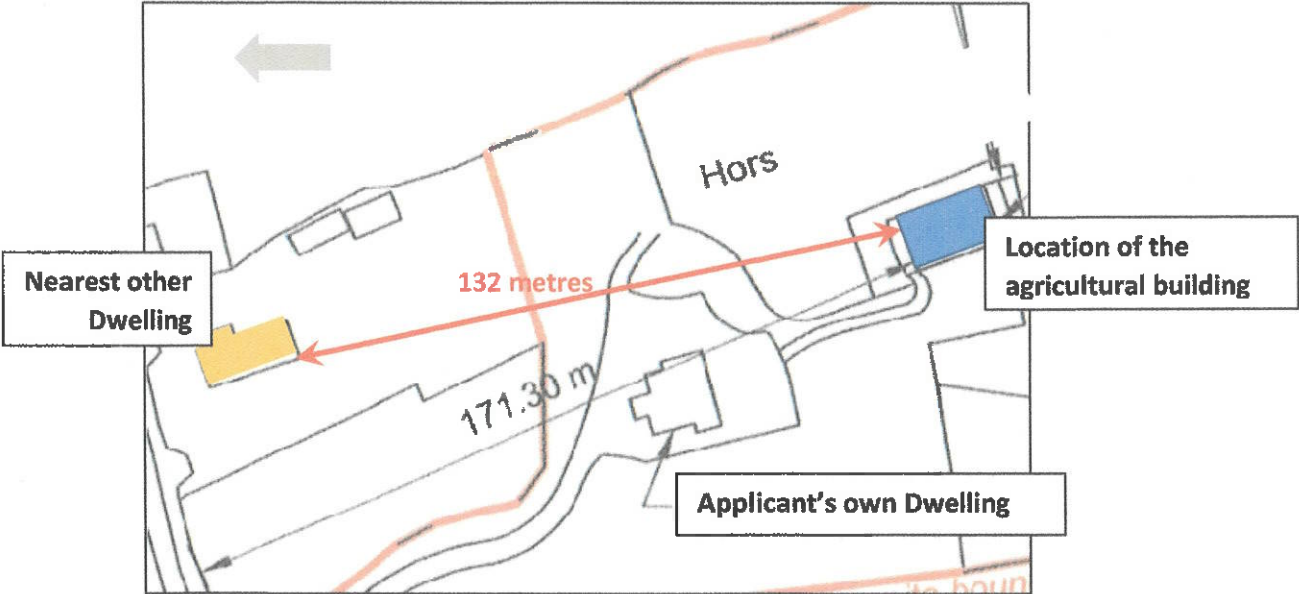 Hors
Nearest other
Dwelling
132 metres
Location of the
agricultural building
171.30 m
Applicant's own Dwelling